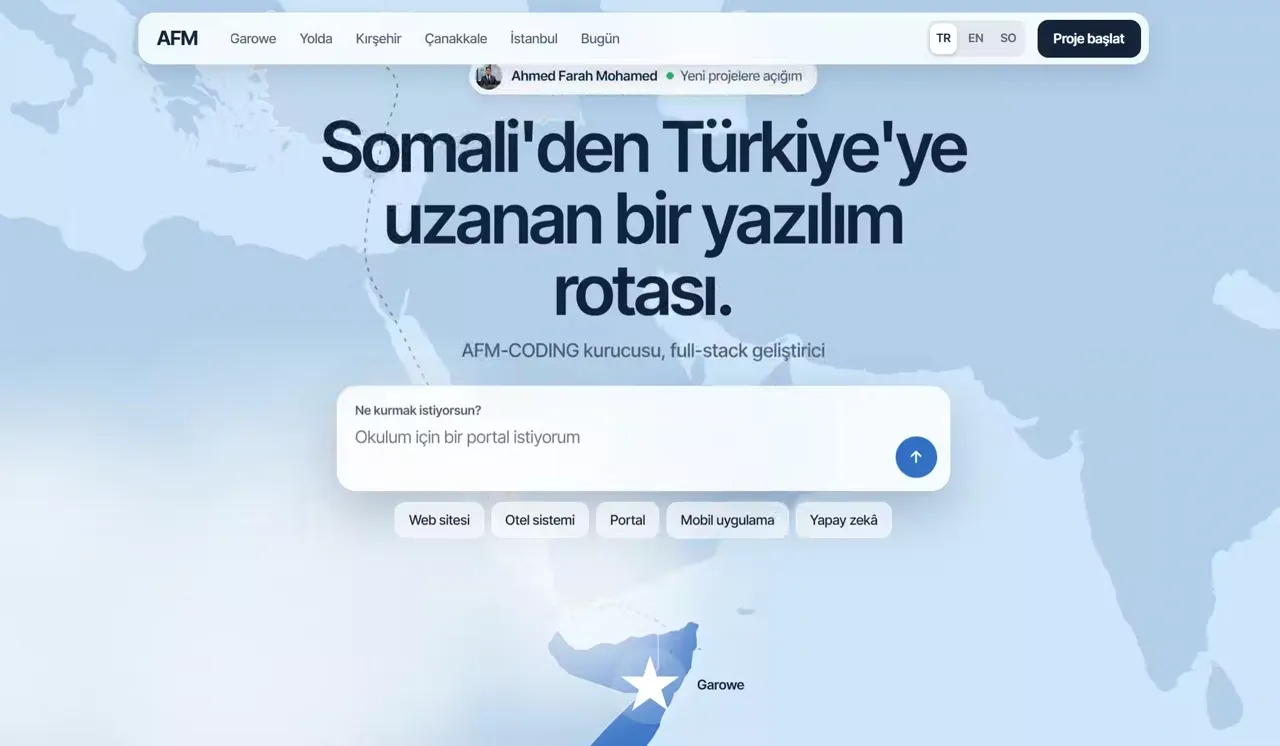 AFM
Garowe
Yolda
Kırşehir
Çanakkale
İstanbul
Bugün
TR
EN
SO
Proje başlat
Ahmed Farah Mohamed
Yeni projelere açığım
Somali'den Türkiye'ye
uzanan bir yazılım
rotası.
AFM-CODING kurucusu, full-stack geliştirici
Ne kurmak istiyorsun?
Okulum için bir portal istiyorum
Web sitesi
Otel sistemi
Portal
Mobil uygulama
Yapay zekâ
Garowe